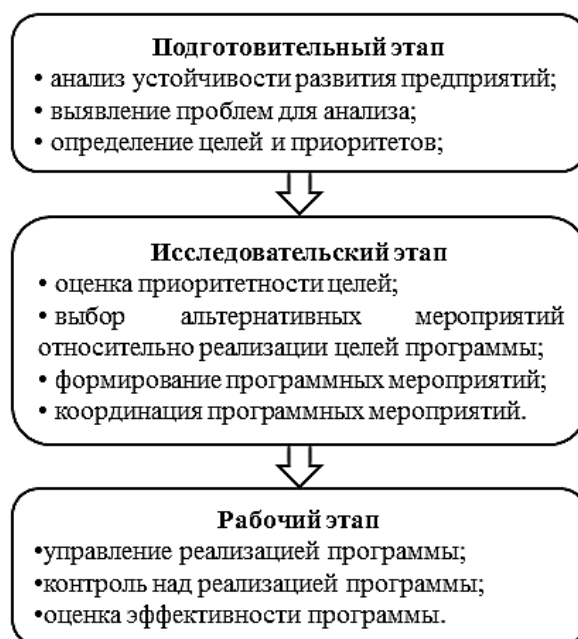 Подготовительный этап
• анализ устойчивости развития предприятий;
• выявление проблем для анализа;
• определение целей и приоритетов;
Исследовательский этап
• оценка приоритетности целей;
• выбор альтернативных мероприятий
относительно реализации целей программы;
• формирование программных мероприятий;
• координация программных мероприятий.
Рабочий этап
•управление реализацией программы;
•контроль над реализацией программы;
•оценка эффективности программы.